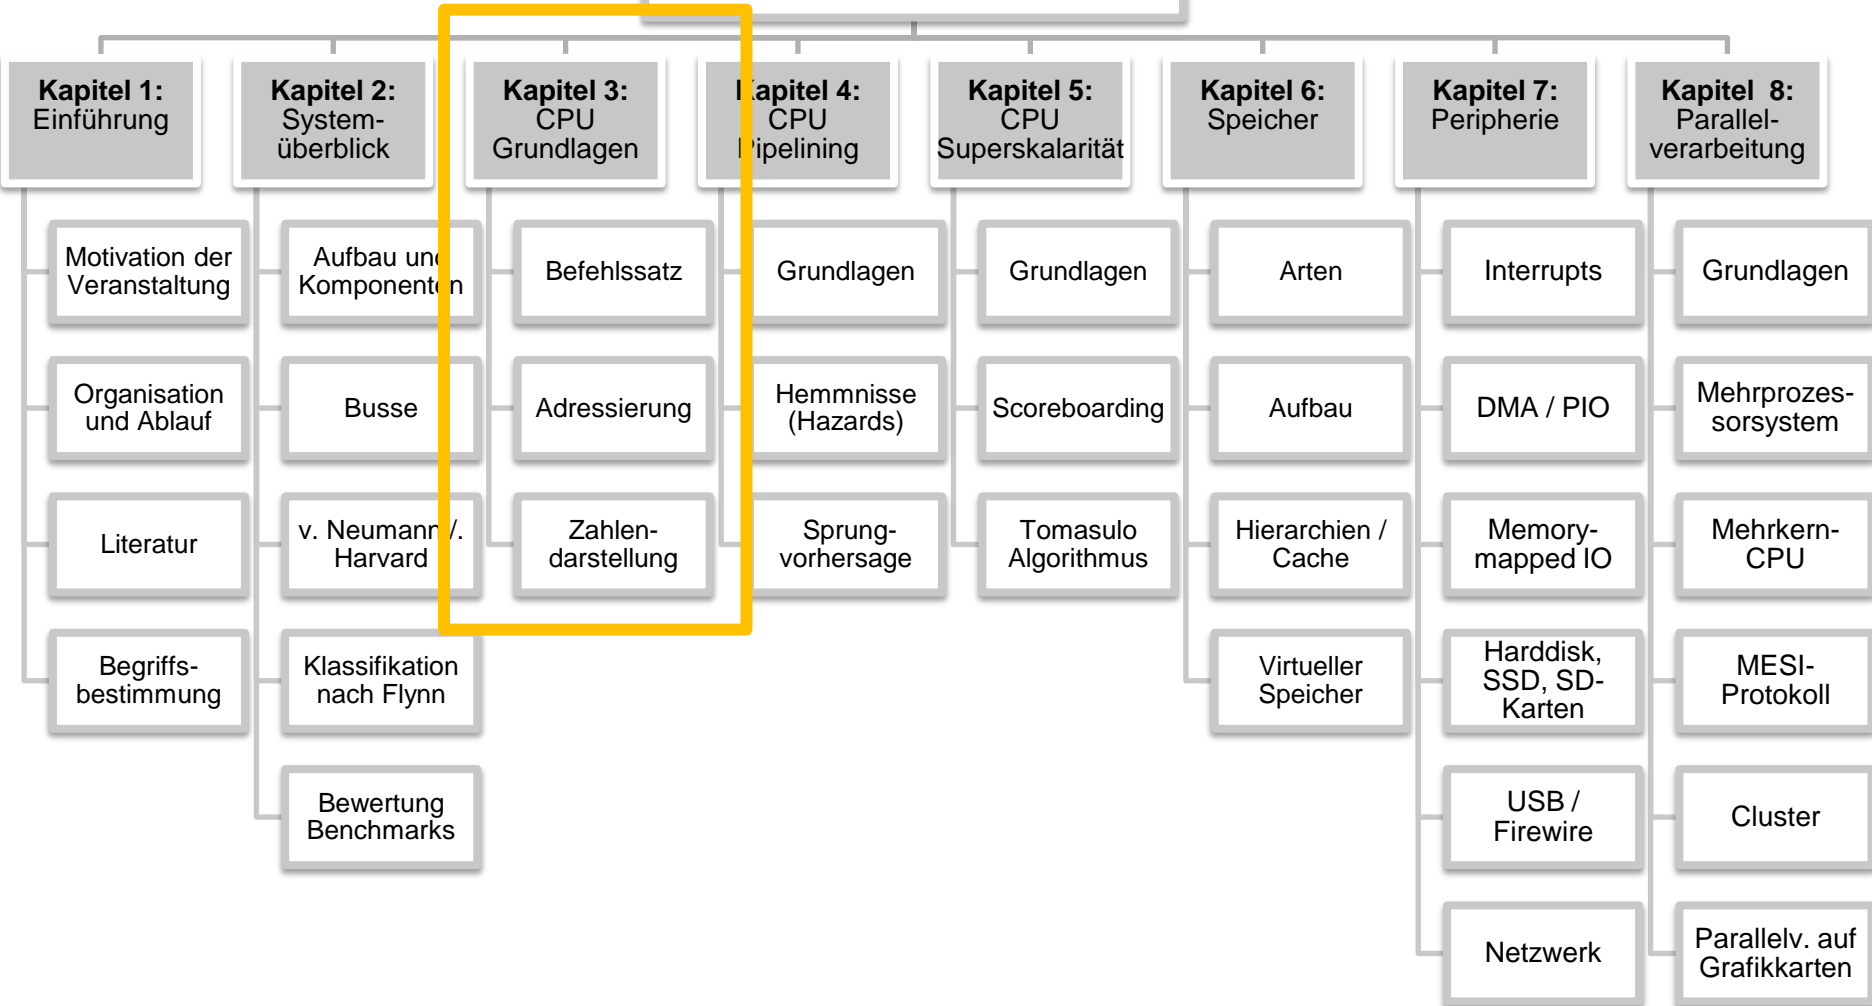 Kapitel 1:
Einführung
Motivation der
Veranstaltung
Organisation
und Ablauf
Literatur
Begriffs-
bestimmung
Kapitel 2:
System-
überblick
Aufbau und
Komponenten
Busse
v. Neumann /.
Harvard
Klassifikation
nach Flynn
Bewertung
Benchmarks
Kapitel 3:
CPU
Grundlagen
Befehlssatz
Adressierung
Zahlen-
darstellung
Kapitel 4:
CPU
Pipelining
Grundlagen
Hemmnisse
(Hazards)
Sprung-
vorhersage
Kapitel 5:
CPU
Superskalarität
Grundlagen
Scoreboarding
Tomasulo
Algorithmus
Kapitel 6:
Speicher
Arten
Aufbau
Hierarchien /
Cache
Virtueller
Speicher
Kapitel 7:
Peripherie
Interrupts
DMA / PIO
Memory-
mapped IO
Harddisk,
SSD, SD-
Karten
USB /
Firewire
Netzwerk
Kapitel 8:
Parallel-
verarbeitung
Grundlagen
Mehrprozes-
sorsystem
Mehrkern-
CPU
MESI-
Protokoll
Cluster
Parallelv. auf
Grafikkarten